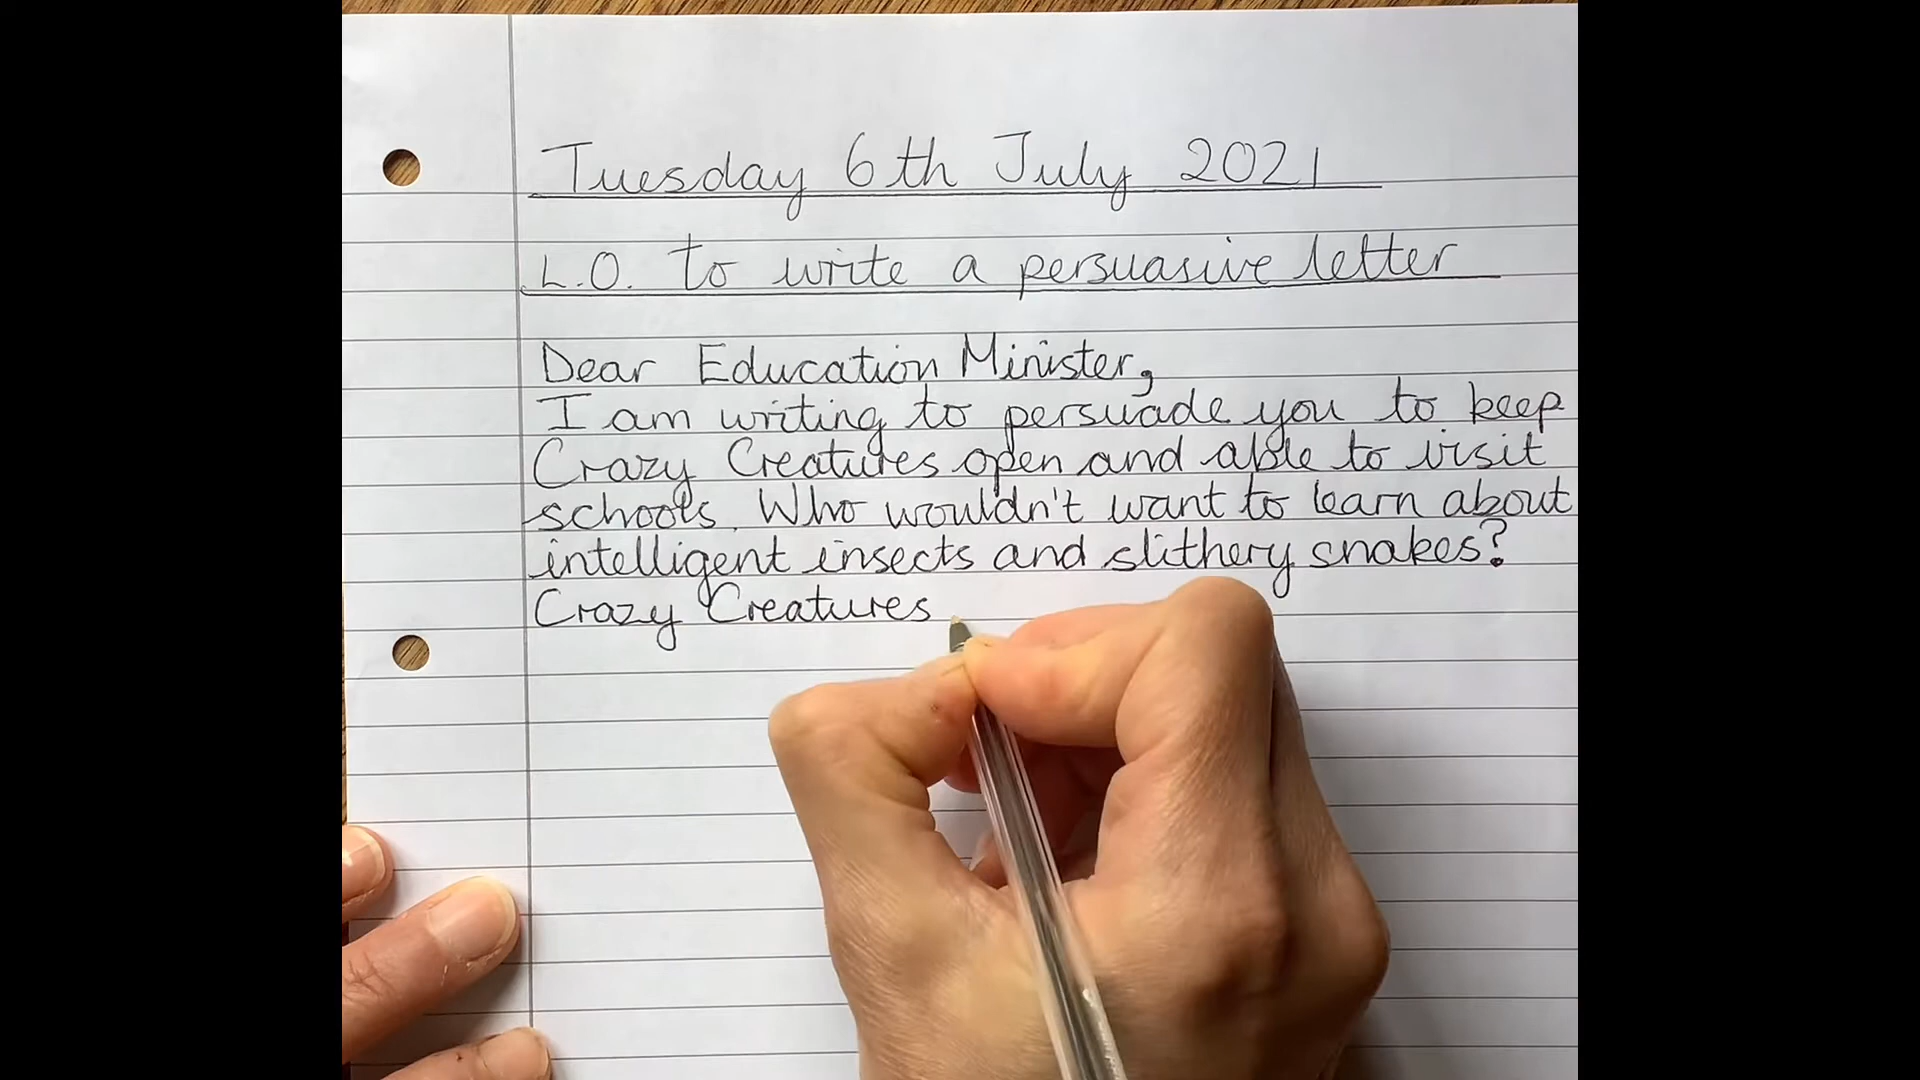 Tuesday 6th July 2021
L.O. to write a persuasive letter
Dear Education Minister,
I am writing to persuade you to keep
Crazy Creatures open and able to visit
schools. Who wouldn't want to learn about
intelligent insects and slithery snakes?
Crazy Creatures